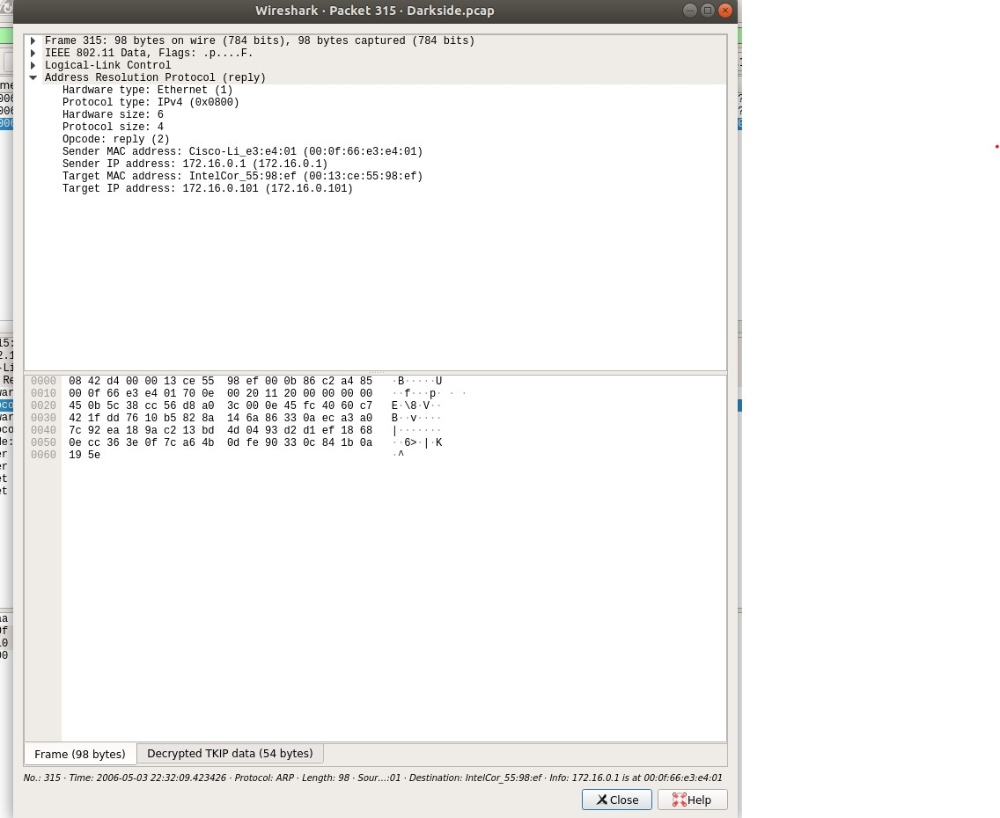 Wireshark · Packet 315 · Darkside.pcap
Frame 315: 98 bytes on wire (784 bits), 98 bytes captured (784 bits)
IEEE 802.11 Data, Flags: .p....F.
Logical-Link Control
Address Resolution Protocol (reply)
Hardware type: Ethernet (1)
Protocol type: IPv4 (0x0800)
Hardware size: 6
Protocol size: 4
Opcode: reply (2)
Sender MAC address: Cisco-Li_e3:e4:01 (00:0f:66:e3:e4:01)
Sender IP address: 172.16.0.1 (172.16.0.1)
Target MAC address: IntelCor_55:98:ef (00:13:ce:55:98:ef)
Target IP address: 172.16.0.101 (172.16.0.101)
0000 08 42 d4 00 00 13 ce 55 98 ef 00 0b 86 c2 a4 85 ·B·····U
0010 00 0f 66 e3 e4 01 70 0e 00 20 11 20 00 00 00 00 ··f···p· · ·
0020 45 0b 5c 38 cc 56 d8 a0 3c 00 0e 45 fc 40 60 c7 E·\8·V··
0030 42 1f dd 76 10 b5 82 8a 14 6a 86 33 0a ec a3 a0 B··v····
0040 7c 92 ea 18 9a c2 13 bd 4d 04 93 d2 d1 ef 18 68 |·······
0050 0e cc 36 3e 0f 7c a6 4b 0d fe 90 33 0c 84 1b 0a ··6>·|·K
0060 19 5e ·^
Frame (98 bytes) Decrypted TKIP data (54 bytes)
No.: 315 · Time: 2006-05-03 22:32:09.423426 · Protocol: ARP · Length: 98 · Sour...:01 · Destination: IntelCor_55:98:ef · Info: 172.16.0.1 is at 00:0f:66:e3:e4:01
Close Help